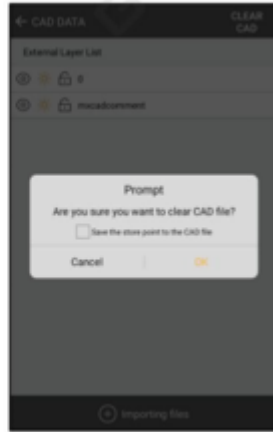 ← CAD DATA
CLEAR CAD
External Layer List
0
mxcadcomment
Prompt
Are you sure you want to clear CAD file?
Save the store point to the CAD file
Cancel
OK
Importing files